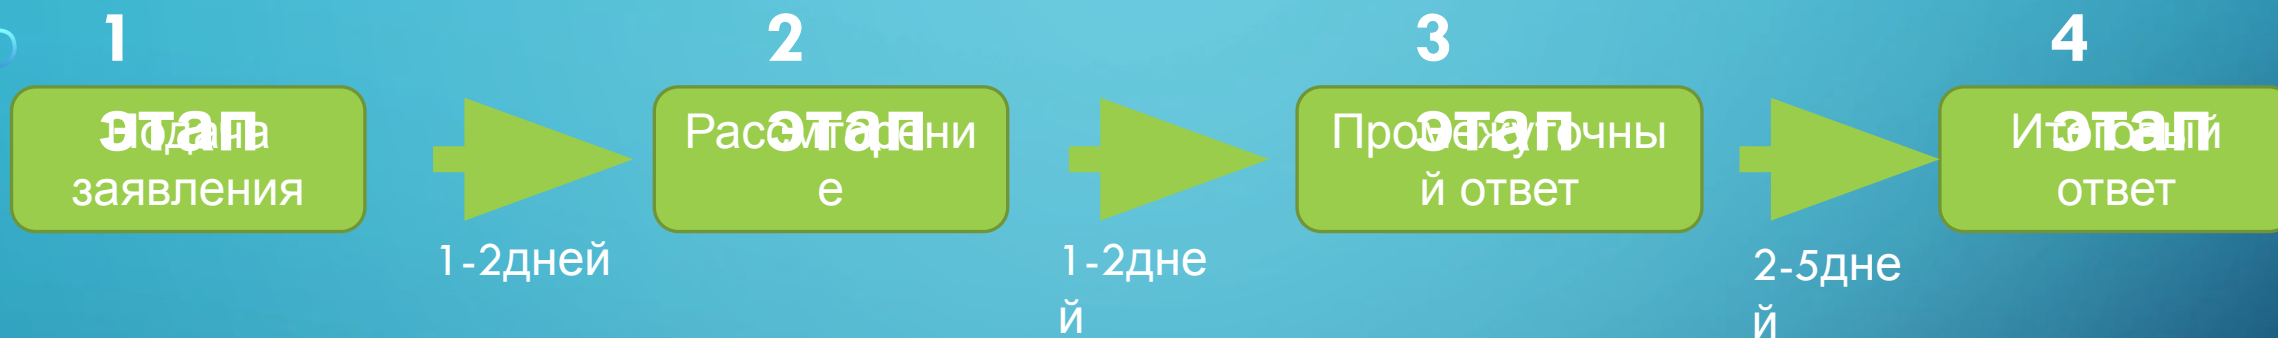 1
этап
Подача
заявления
1-2дней
2
этап
Рассмторени
е
1-2дне
й
3
этап
Промежуточны
й ответ
2-5дне
й
4
этап
Итоговый
ответ